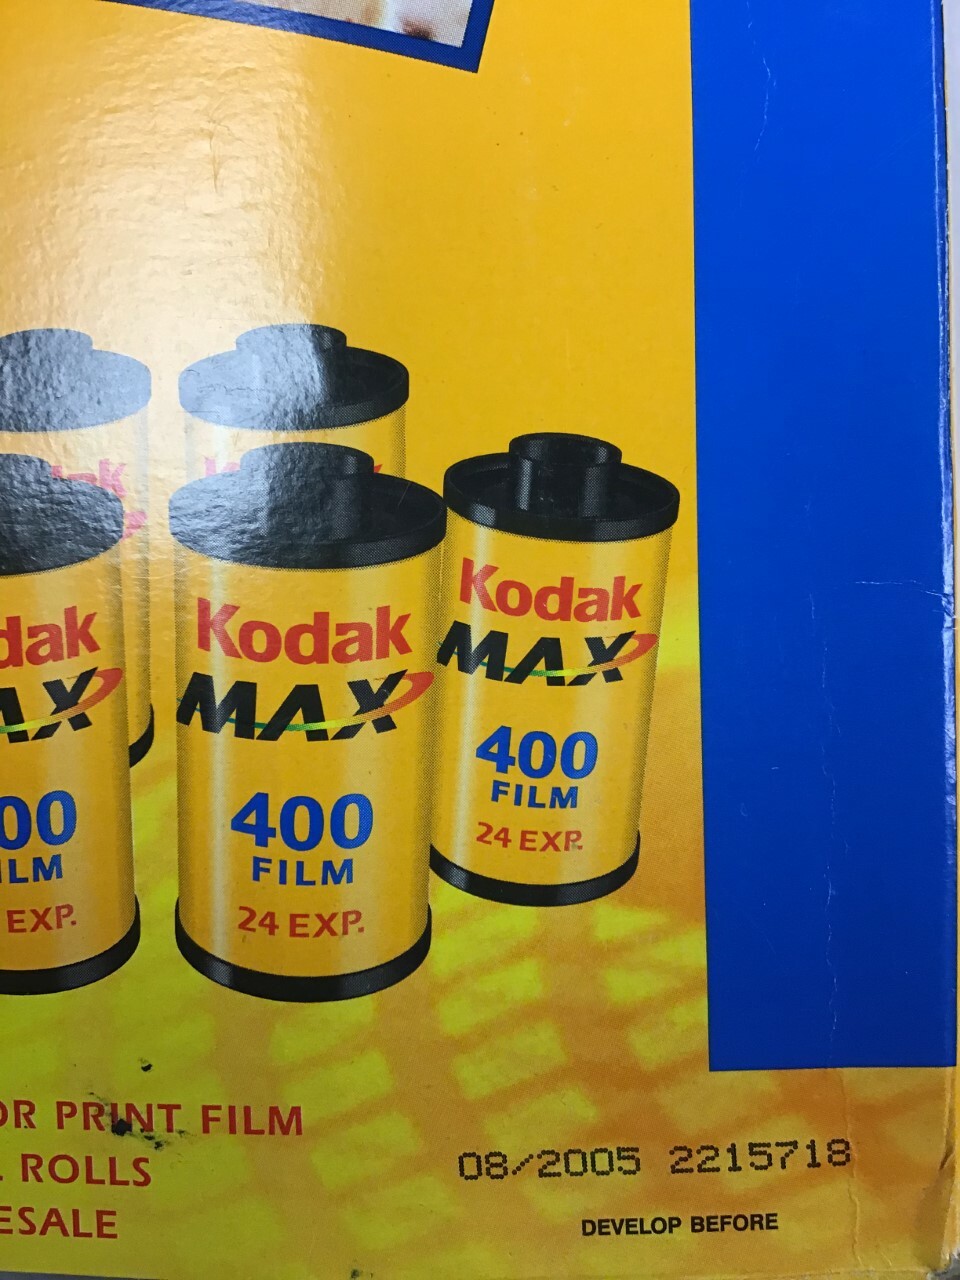 Kodak
MAX
400
FILM
24 EXP.
Kodak
MAX
400
FILM
24 EXP.
dak
AX
00
ILM
EXP.
OR PRINT FILM
ROLLS
ESALE
08/2005 2215718
DEVELOP BEFORE